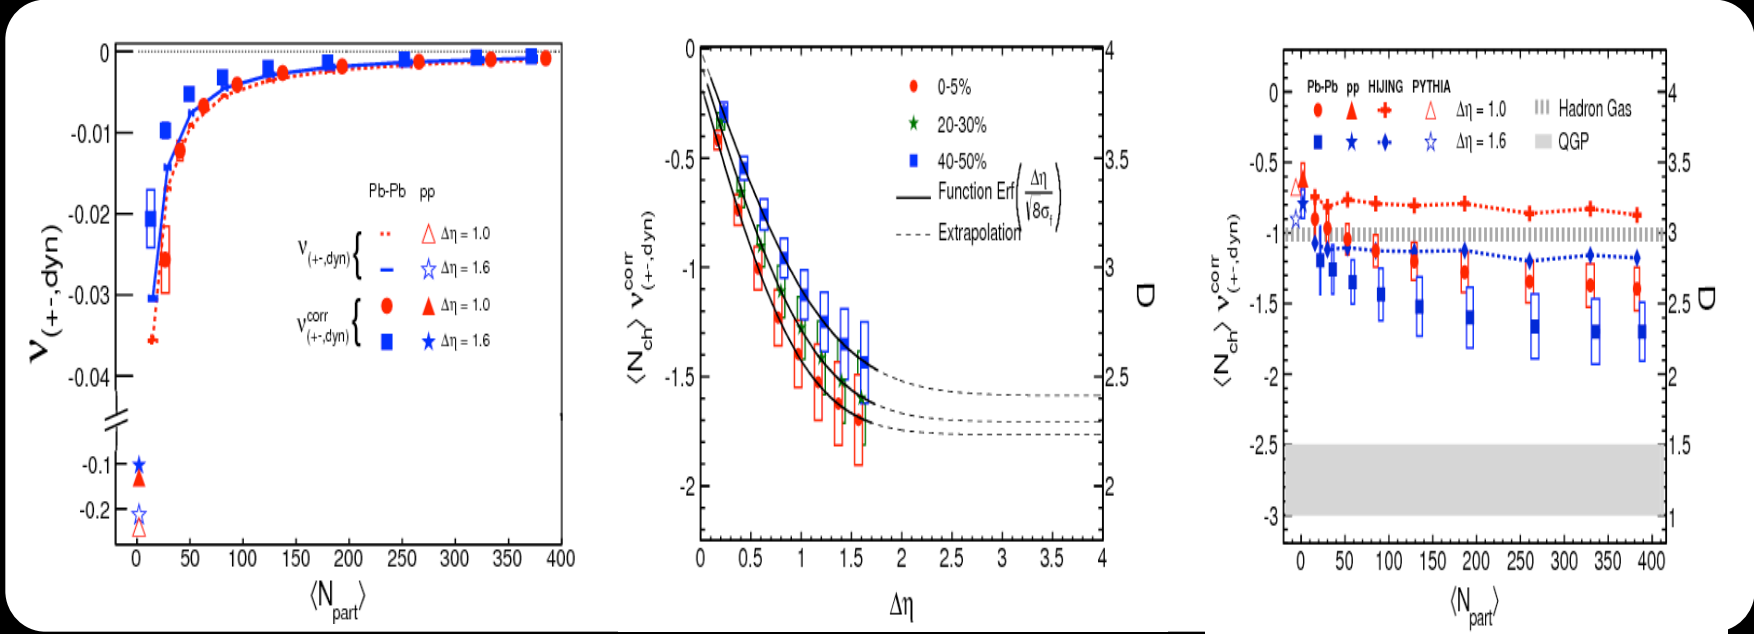 0
-0.01
-0.02
-0.03
-0.04
-0.1
-0.2
ν(+-,dyn)
Pb-Pb pp
ν(+-,dyn) { Δη = 1.0
Δη = 1.6
ν(+-,dyn)^corr { Δη = 1.0
Δη = 1.6
0 50 100 150 200 250 300 350 400
⟨Npart⟩
0
-0.5
-1
-1.5
-2
⟨Nch⟩ ν(+-,dyn)^corr
0-5%
20-30%
40-50%
Function Erf(Δη/√8σf)
Extrapolation
4
3.5
3
2.5
2
D
0 0.5 1 1.5 2 2.5 3 3.5 4
Δη
0
-0.5
-1
-1.5
-2
-2.5
-3
⟨Nch⟩ ν(+-,dyn)^corr
Pb-Pb pp HIJING PYTHIA
Δη = 1.0 Hadron Gas
Δη = 1.6 QGP
4
3.5
3
2.5
2
1.5
1
D
0 50 100 150 200 250 300 350 400
⟨Npart⟩